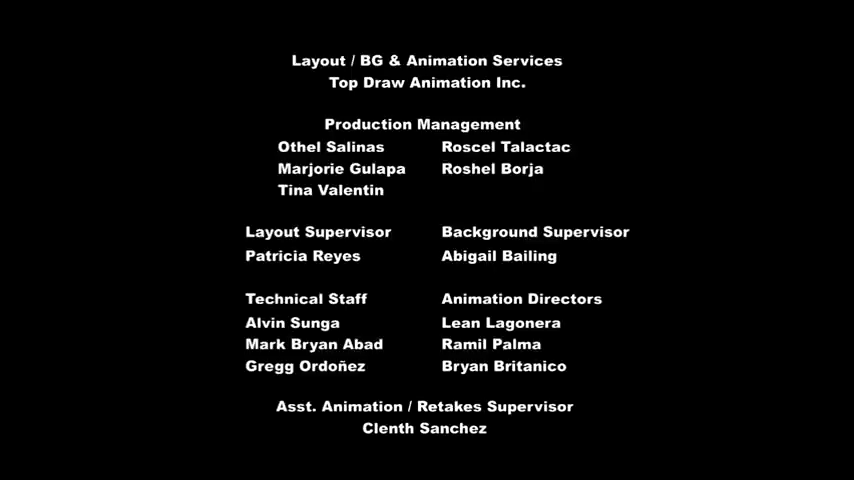 Layout / BG & Animation Services
Top Draw Animation Inc.
Production Management
Othel Salinas Roscel Talactac
Marjorie Gulapa Roshel Borja
Tina Valentin
Layout Supervisor Background Supervisor
Patricia Reyes Abigail Bailing
Technical Staff Animation Directors
Alvin Sunga Lean Lagonera
Mark Bryan Abad Ramil Palma
Gregg Ordoñez Bryan Britanico
Asst. Animation / Retakes Supervisor
Clenth Sanchez